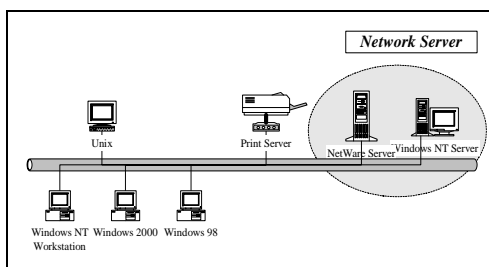 Network Server
Unix
Print Server
NetWare Server
Windows NT Server
Windows NT
Workstation
Windows 2000
Windows 98